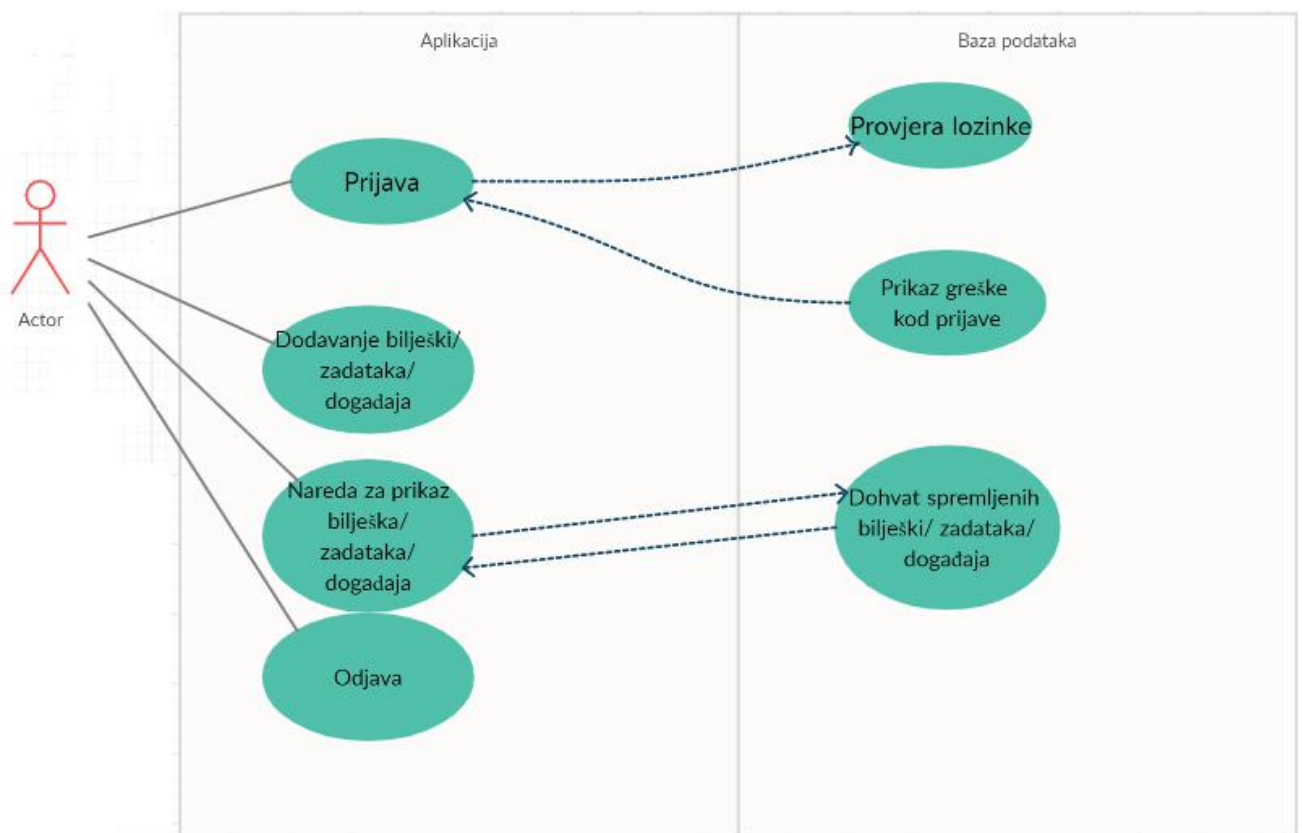 Aplikacija
Baza podataka
Provjera lozinke
Prijava
Prikaz greške
kod prijave
Actor
Dodavanje bilješki/
zadataka/
događaja
Nareda za prikaz
bilješka/
zadataka/
događaja
Dohvat spremljenih
bilješki/ zadataka/
događaja
Odjava